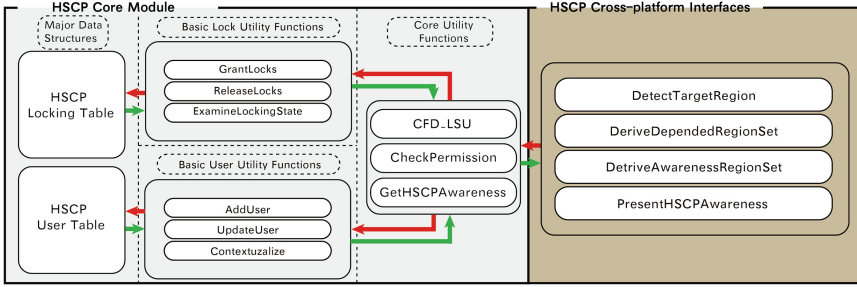 HSCP Core Module
HSCP Cross-platform Interfaces
Major Data
Structures
Basic Lock Utility Functions
Core Utility
Functions
HSCP
Locking Table
GrantLocks
ReleaseLocks
ExamineLockingState
CFD_LSU
CheckPermission
GetHSCPAwareness
DetectTargetRegion
DeriveDependedRegionSet
DetriveAwarenessRegionSet
PresentHSCPAwareness
Basic User Utility Functions
HSCP
User Table
AddUser
UpdateUser
Contextuzalize